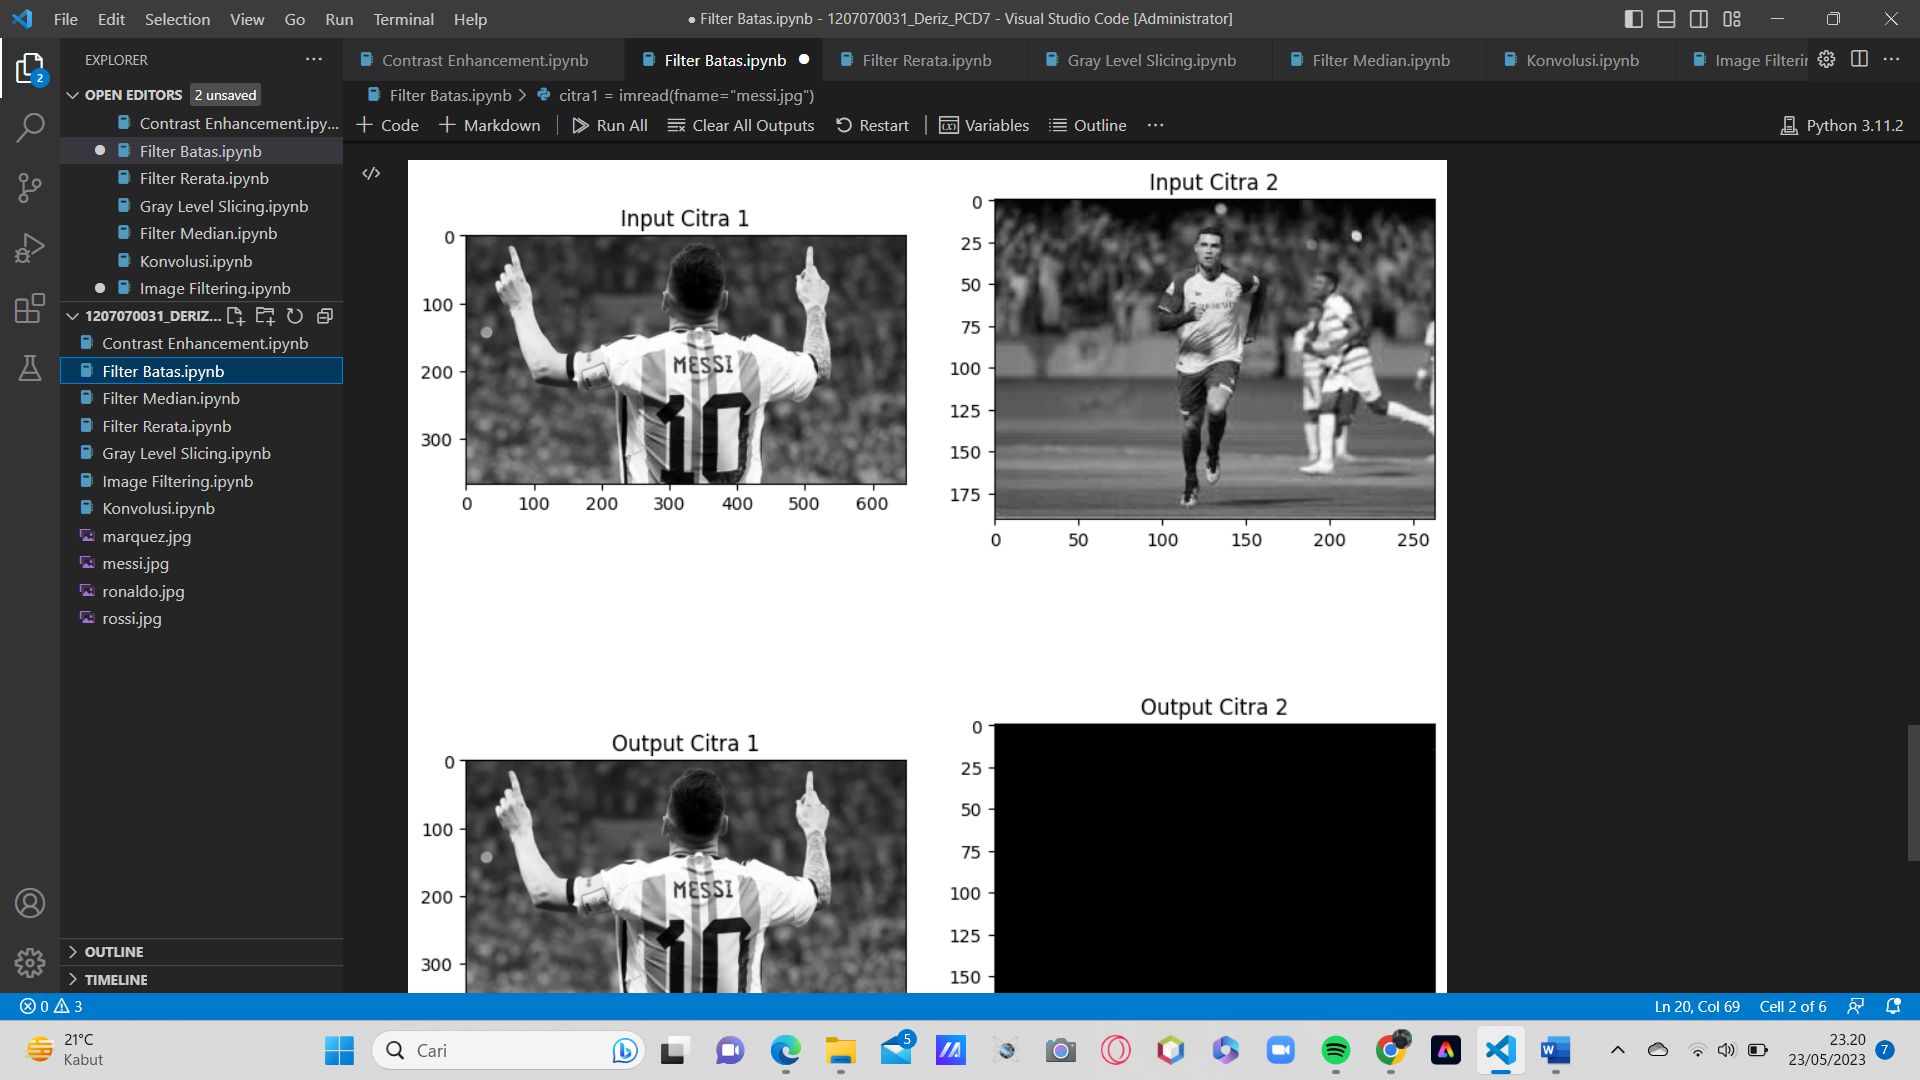 File Edit Selection View Go Run Terminal Help
● Filter Batas.ipynb - 1207070031_Deriz_PCD7 - Visual Studio Code [Administrator]
EXPLORER
Contrast Enhancement.ipynb
Filter Batas.ipynb
Filter Rerata.ipynb
Gray Level Slicing.ipynb
Filter Median.ipynb
Konvolusi.ipynb
Image Filterir
OPEN EDITORS 2 unsaved
Filter Batas.ipynb > citra1 = imread(fname="messi.jpg")
Code Markdown Run All Clear All Outputs Restart Variables Outline ···
Python 3.11.2
2
Contrast Enhancement.ipy...
Filter Batas.ipynb
Filter Rerata.ipynb
Gray Level Slicing.ipynb
Filter Median.ipynb
Konvolusi.ipynb
Image Filtering.ipynb
1207070031_DERIZ...
Contrast Enhancement.ipynb
Filter Batas.ipynb
Filter Median.ipynb
Filter Rerata.ipynb
Gray Level Slicing.ipynb
Image Filtering.ipynb
Konvolusi.ipynb
marquez.jpg
messi.jpg
ronaldo.jpg
rossi.jpg
OUTLINE
TIMELINE
Input Citra 1
0
100
200
300
MESSI
10
0 100 200 300 400 500 600
Input Citra 2
0
25
50
75
100
125
150
175
0 50 100 150 200 250
Output Citra 1
0
100
200
300
MESSI
10
Output Citra 2
0
25
50
75
100
125
150
0 3
Ln 20, Col 69
Cell 2 of 6
21°C
Kabut
Cari
5
23.20
23/05/2023
7